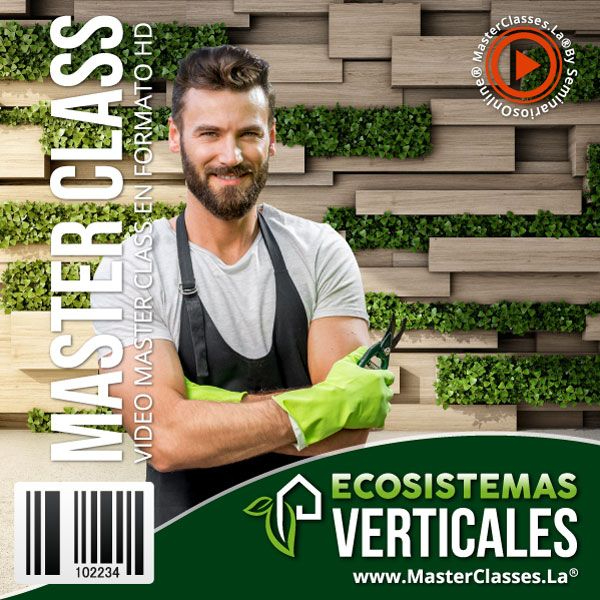 MASTER CLASS
VIDEO MASTER CLASS EN FORMATO HD
MasterClasses.La® By SeminariosOnline®
102234
ECOSISTEMAS
VERTICALES
www.MasterClasses.La®